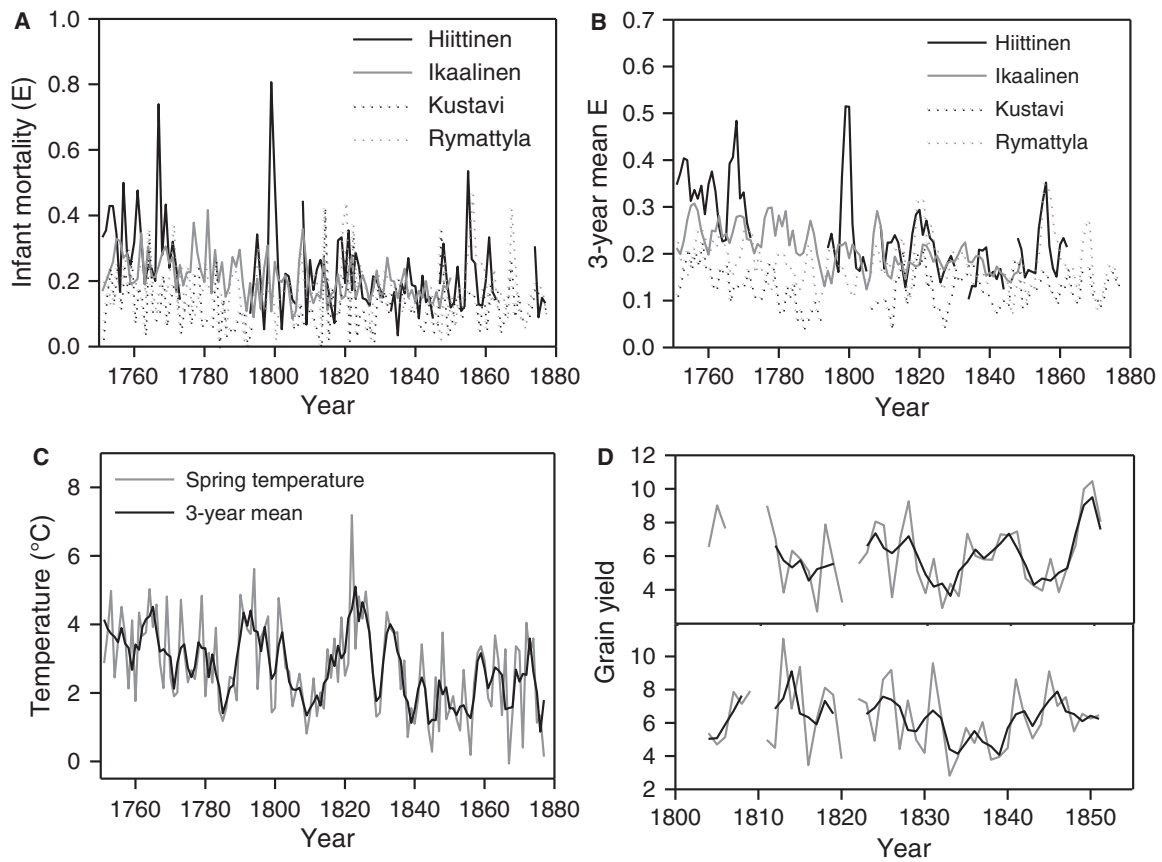 A
Infant mortality (E)
1.0
0.8
0.6
0.4
0.2
0.0
Hiittinen
Ikaalinen
Kustavi
Rymattyla
1760 1780 1800 1820 1840 1860 1880
Year
B
3-year mean E
0.7
0.6
0.5
0.4
0.3
0.2
0.1
0.0
Hiittinen
Ikaalinen
Kustavi
Rymattyla
1760 1780 1800 1820 1840 1860 1880
Year
C
Temperature (°C)
8
6
4
2
0
Spring temperature
3-year mean
1760 1780 1800 1820 1840 1860 1880
Year
D
Grain yield
12
10
8
6
4
10
8
6
4
2
1800 1810 1820 1830 1840 1850
Year